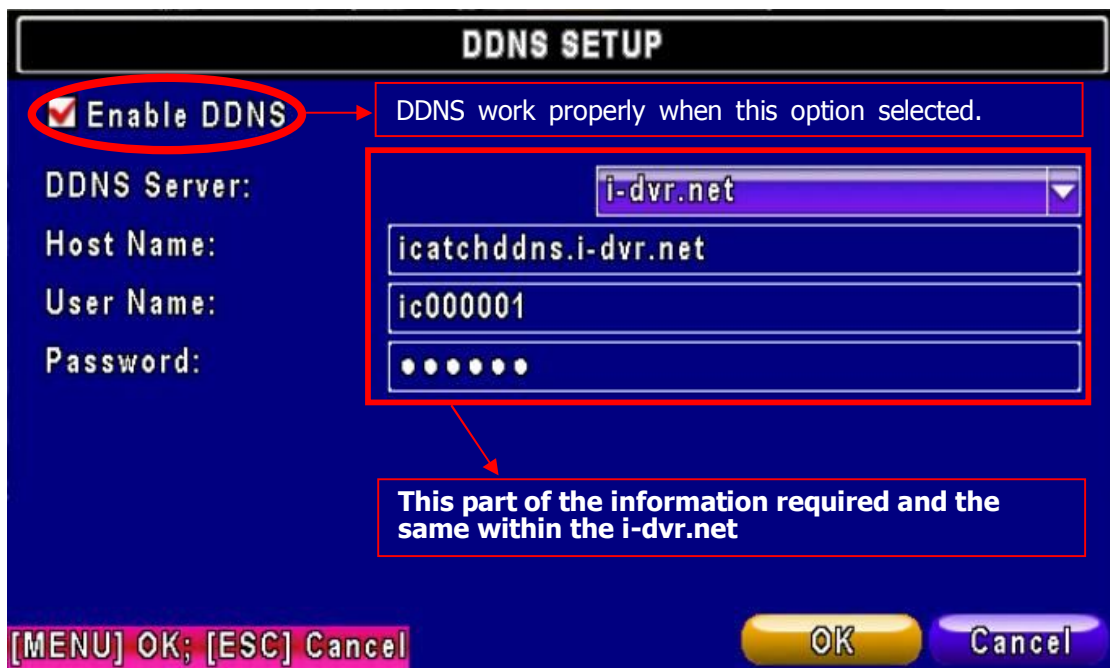 DDNS SETUP
Enable DDNS
DDNS work properly when this option selected.
DDNS Server:
i-dvr.net
Host Name:
icatchddns.i-dvr.net
User Name:
ic000001
Password:
●●●●●●
This part of the information required and the
same within the i-dvr.net
[MENU] OK; [ESC] Cancel
OK
Cancel